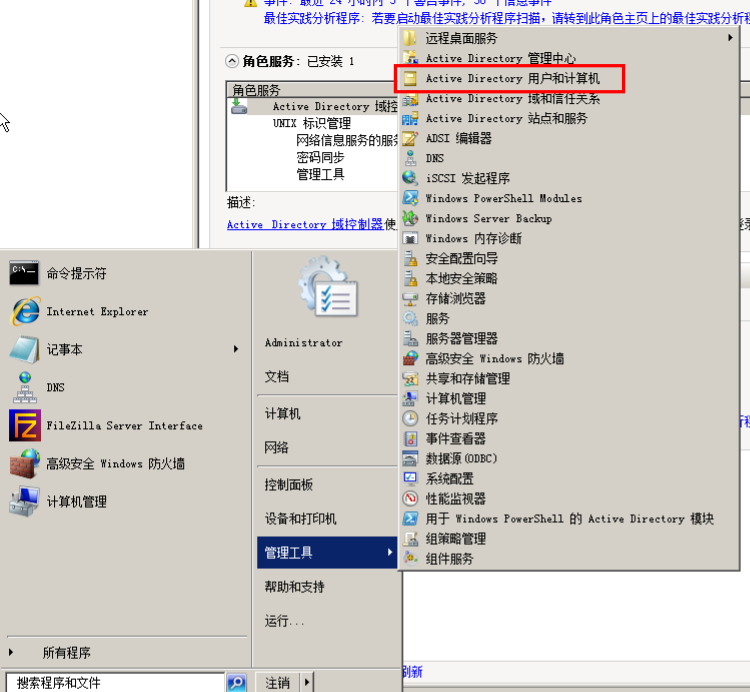 事件: 最近 24 小时内 5 个警告事件, 38 个信息事件
最佳实践分析程序: 若要启动最佳实践分析程序扫描，请转到此角色主页上的最佳实践分析程
角色服务: 已安装 1
角色服务
Active Directory 域控
UNIX 标识管理
网络信息服务的服务
密码同步
管理工具
描述:
Active Directory 域控制器使
登录
远程桌面服务
Active Directory 管理中心
Active Directory 用户和计算机
Active Directory 域和信任关系
Active Directory 站点和服务
ADSI 编辑器
DNS
iSCSI 发起程序
Windows PowerShell Modules
Windows Server Backup
Windows 内存诊断
安全配置向导
本地安全策略
存储浏览器
服务
服务器管理器
高级安全 Windows 防火墙
共享和存储管理
计算机管理
任务计划程序
事件查看器
数据源(ODBC)
系统配置
性能监视器
用于 Windows PowerShell 的 Active Directory 模块
组策略管理
组件服务
命令提示符
Internet Explorer
记事本
DNS
FileZilla Server Interface
高级安全 Windows 防火墙
计算机管理
所有程序
搜索程序和文件
Administrator
文档
计算机
网络
控制面板
设备和打印机
管理工具
帮助和支持
运行...
注销
刷新